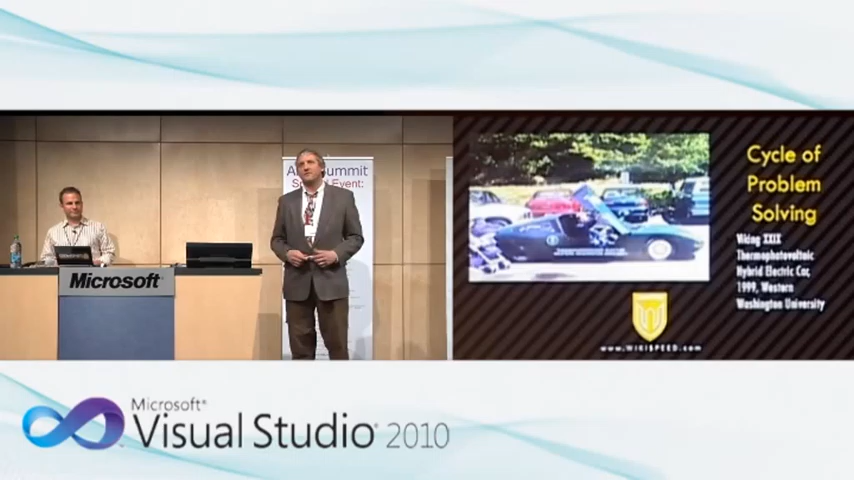 Summit
Event:
Microsoft
Cycle of
Problem
Solving
Viking XXIX
Thermophotovoltaic
Hybrid Electric Car,
1999, Western
Washington University
www.WIKISPEED.com
Microsoft®
Visual Studio® 2010